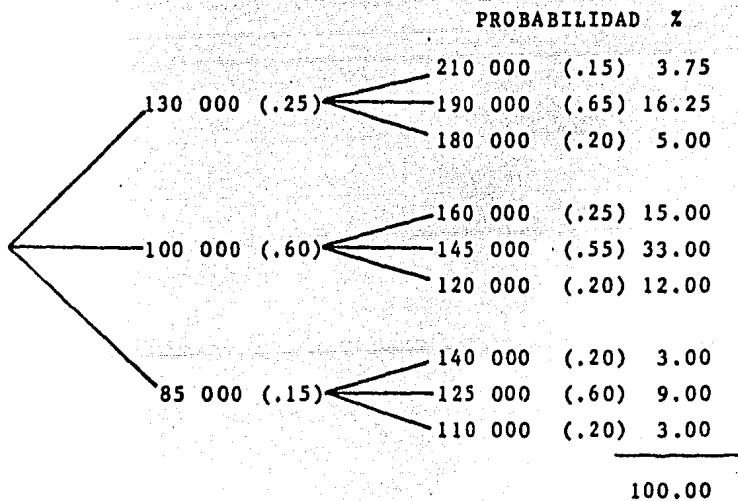 PROBABILIDAD %
210 000 (.15) 3.75
130 000 (.25) 190 000 (.65) 16.25
180 000 (.20) 5.00
160 000 (.25) 15.00
100 000 (.60) 145 000 (.55) 33.00
120 000 (.20) 12.00
140 000 (.20) 3.00
85 000 (.15) 125 000 (.60) 9.00
110 000 (.20) 3.00
100.00